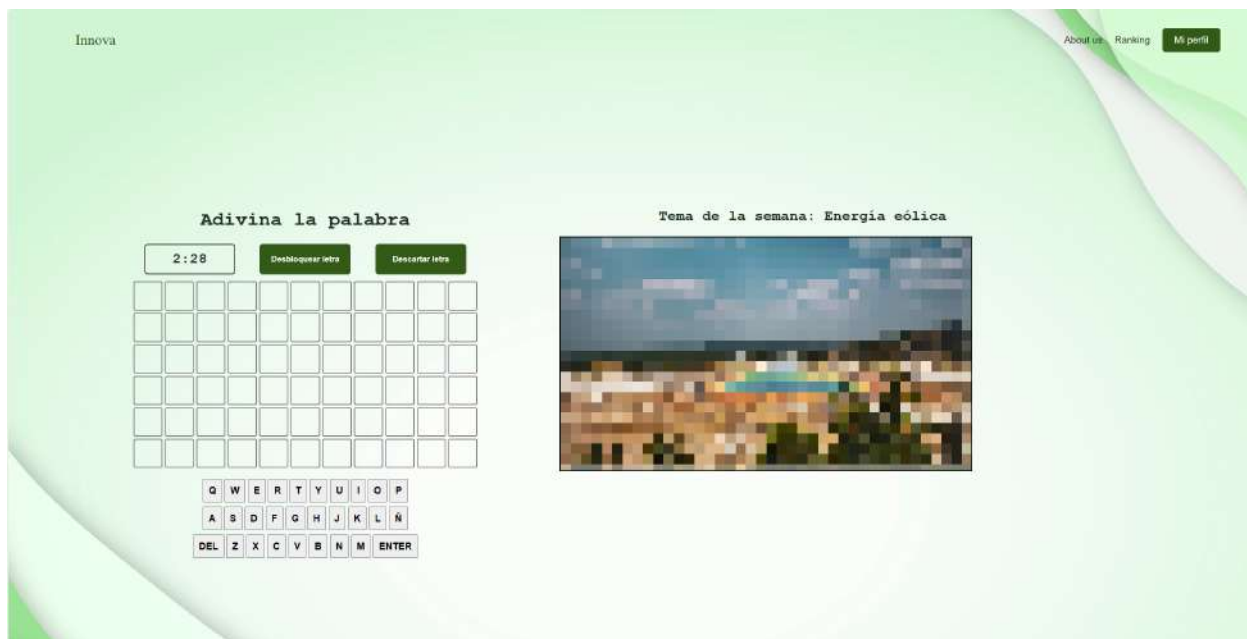 Innova
About us Ranking Mi perfil
Adivina la palabra
2:28 Desbloquear letra Descartar letra
Q W E R T Y U I O P
A S D F G H J K L Ñ
DEL Z X C V B N M ENTER
Tema de la semana: Energía eólica